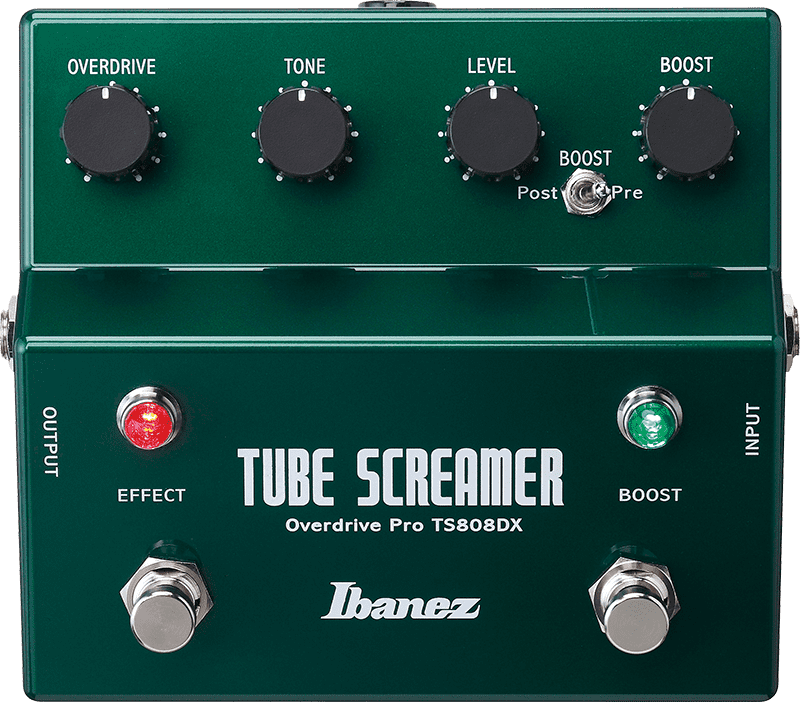 OVERDRIVE
TONE
LEVEL
BOOST
BOOST
Post Pre
OUTPUT
INPUT
EFFECT
TUBE SCREAMER
BOOST
Overdrive Pro TS808DX
Ibanez